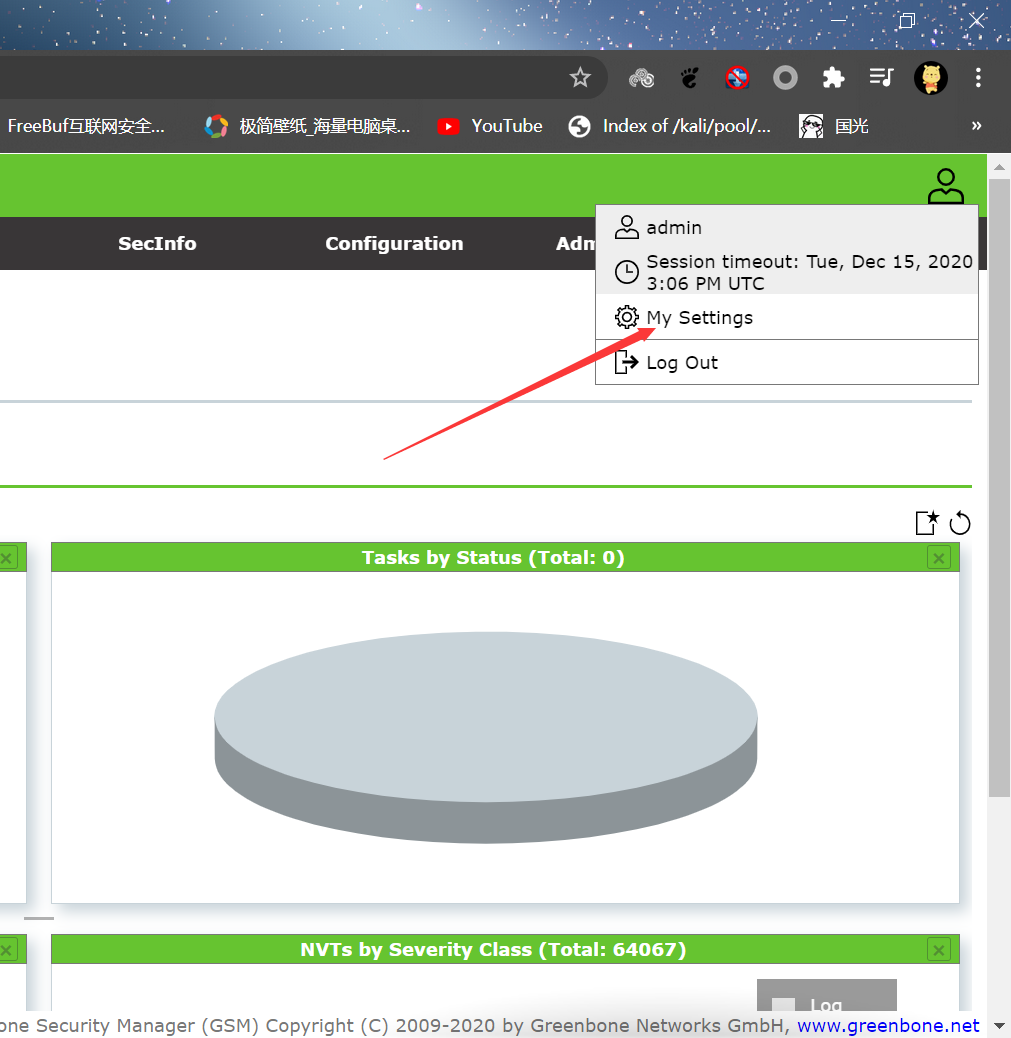 FreeBuf互联网安全...
极简壁纸_海量电脑桌...
YouTube
Index of /kali/pool/...
国光
»
SecInfo
Configuration
admin
Session timeout: Tue, Dec 15, 2020
3:06 PM UTC
My Settings
Log Out
Tasks by Status (Total: 0)
NVTs by Severity Class (Total: 64067)
Log
Security Manager (GSM) Copyright (C) 2009-2020 by Greenbone Networks GmbH, www.greenbone.net